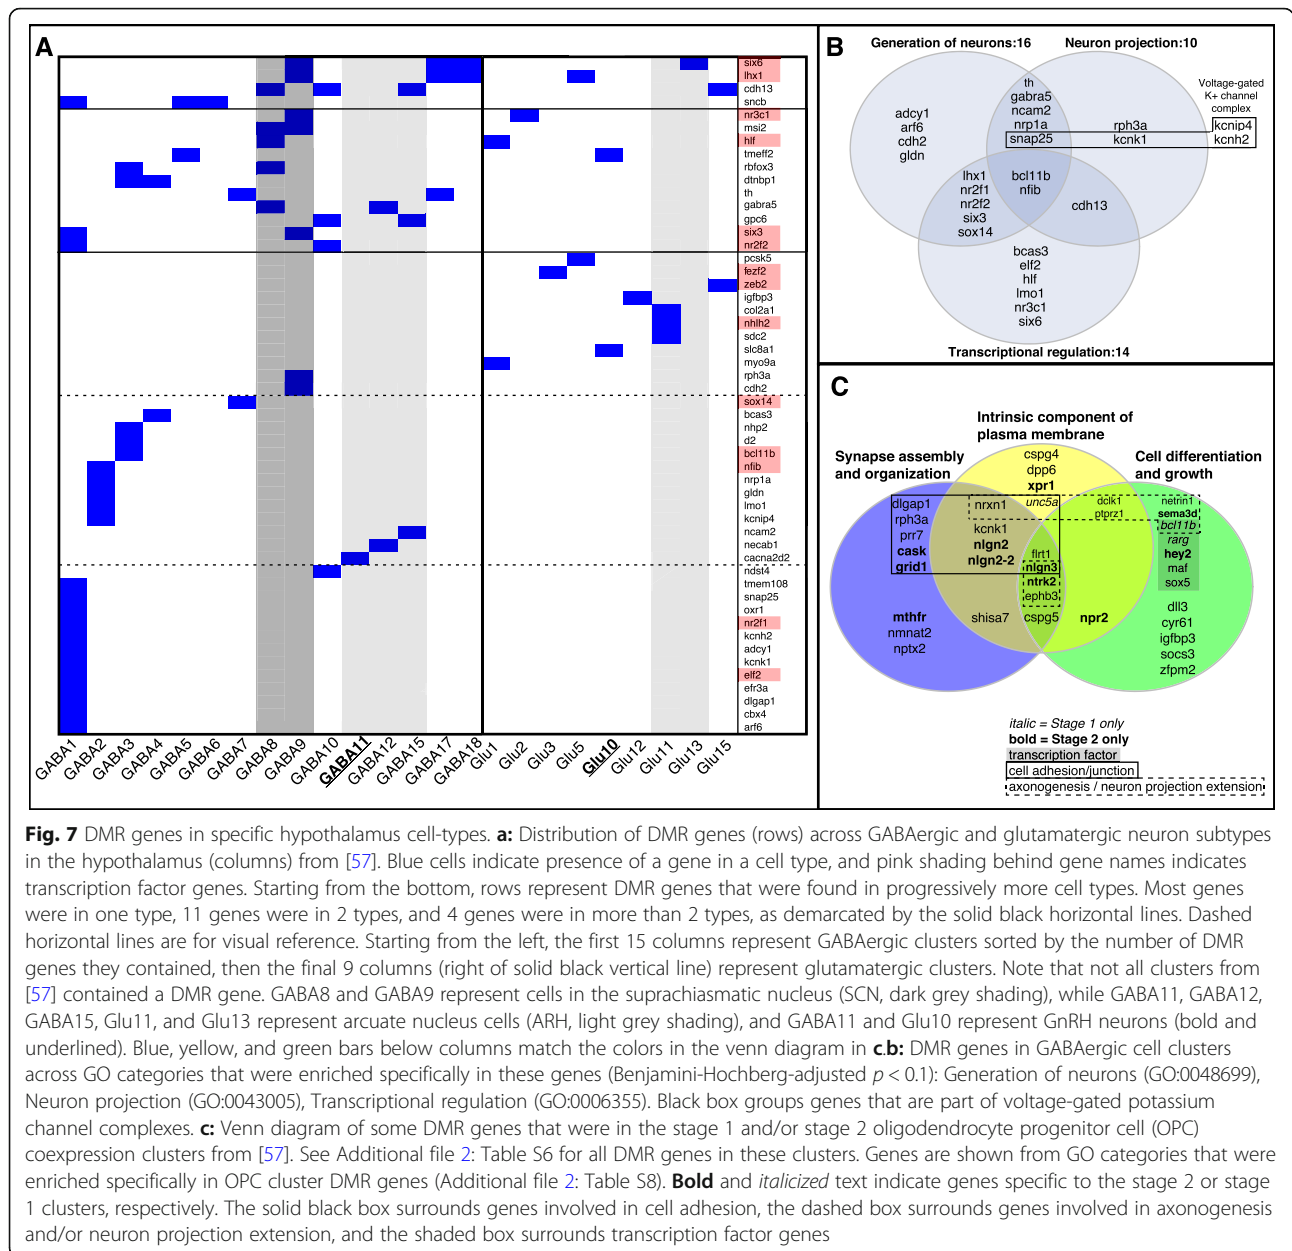 A
six6
lhx1
cdh13
sncb
nr3c1
msi2
hlf
tmeff2
rbfox3
dtnbp1
th
gabra5
gpc6
six3
nr2f2
pcsk5
fezf2
zeb2
igfbp3
col2a1
nhlh2
sdc2
slc8a1
myo9a
rph3a
cdh2
sox14
bcas3
nhp2
d2
bcl11b
nfib
nrp1a
gldn
lmo1
kcnip4
ncam2
necab1
cacna2d2
ndst4
tmem108
snap25
oxr1
nr2f1
kcnh2
adcy1
kcnk1
elf2
efr3a
dlgap1
cbx4
arf6
GABA1
GABA2
GABA3
GABA4
GABA5
GABA6
GABA7
GABA8
GABA9
GABA10
GABA11
GABA12
GABA15
GABA17
GABA18
Glu1
Glu2
Glu3
Glu5
Glu10
Glu12
Glu11
Glu13
Glu15
B
Generation of neurons:16
Neuron projection:10
Voltage-gated
K+ channel
complex
adcy1
arf6
cdh2
gldn
th
gabra5
ncam2
nrp1a
snap25
rph3a
kcnk1
kcnip4
kcnh2
lhx1
nr2f1
nr2f2
six3
sox14
bcl11b
nfib
cdh13
bcas3
elf2
hlf
lmo1
nr3c1
six6
Transcriptional regulation:14
C
Intrinsic component of
plasma membrane
Synapse assembly
and organization
Cell differentiation
and growth
cspg4
dpp6
xpr1
unc5a
dlgap1
rph3a
prr7
cask
grid1
nrxn1
kcnk1
nlgn2
nlgn2-2
dclk1
ptprz1
netrin1
sema3d
bcl11b
rarg
hey2
maf
sox5
flrt1
nlgn3
ntrk2
ephb3
cspg5
mthfr
nmnat2
nptx2
shisa7
npr2
dll3
cyr61
igfbp3
socs3
zfpm2
italic = Stage 1 only
bold = Stage 2 only
transcription factor
cell adhesion/junction
axonogenesis / neuron projection extension
Fig. 7 DMR genes in specific hypothalamus cell-types. a: Distribution of DMR genes (rows) across GABAergic and glutamatergic neuron subtypes
in the hypothalamus (columns) from [57]. Blue cells indicate presence of a gene in a cell type, and pink shading behind gene names indicates
transcription factor genes. Starting from the bottom, rows represent DMR genes that were found in progressively more cell types. Most genes
were in one type, 11 genes were in 2 types, and 4 genes were in more than 2 types, as demarcated by the solid black horizontal lines. Dashed
horizontal lines are for visual reference. Starting from the left, the first 15 columns represent GABAergic clusters sorted by the number of DMR
genes they contained, then the final 9 columns (right of solid black vertical line) represent glutamatergic clusters. Note that not all clusters from
[57] contained a DMR gene. GABA8 and GABA9 represent cells in the suprachiasmatic nucleus (SCN, dark grey shading), while GABA11, GABA12,
GABA15, Glu11, and Glu13 represent arcuate nucleus cells (ARH, light grey shading), and GABA11 and Glu10 represent GnRH neurons (bold and
underlined). Blue, yellow, and green bars below columns match the colors in the venn diagram in c.b: DMR genes in GABAergic cell clusters
across GO categories that were enriched specifically in these genes (Benjamini-Hochberg-adjusted p < 0.1): Generation of neurons (GO:0048699),
Neuron projection (GO:0043005), Transcriptional regulation (GO:0006355). Black box groups genes that are part of voltage-gated potassium
channel complexes. c: Venn diagram of some DMR genes that were in the stage 1 and/or stage 2 oligodendrocyte progenitor cell (OPC)
coexpression clusters from [57]. See Additional file 2: Table S6 for all DMR genes in these clusters. Genes are shown from GO categories that were
enriched specifically in OPC cluster DMR genes (Additional file 2: Table S8). Bold and italicized text indicate genes specific to the stage 2 or stage
1 clusters, respectively. The solid black box surrounds genes involved in cell adhesion, the dashed box surrounds genes involved in axonogenesis
and/or neuron projection extension, and the shaded box surrounds transcription factor genes